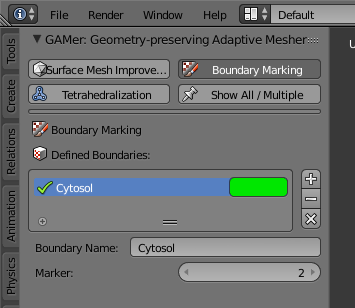 File Render Window Help Default
GAMer: Geometry-preserving Adaptive Mesher
Surface Mesh Improve... Boundary Marking
Tetrahedralization Show All / Multiple
Boundary Marking
Defined Boundaries:
Cytosol
Boundary Name: Cytosol
Marker: 2
Tools
Create
Relations
Animation
Physics